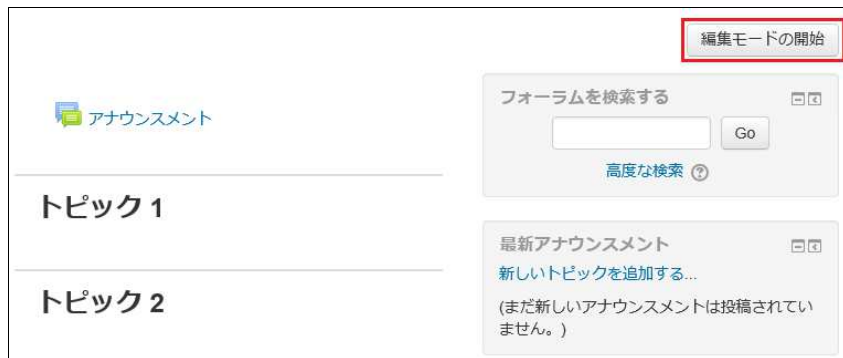 編集モードの開始
アナウンスメント
トピック 1
トピック 2
フォーラムを検索する
Go
高度な検索
最新アナウンスメント
新しいトピックを追加する...
(まだ新しいアナウンスメントは投稿されてい
ません。)